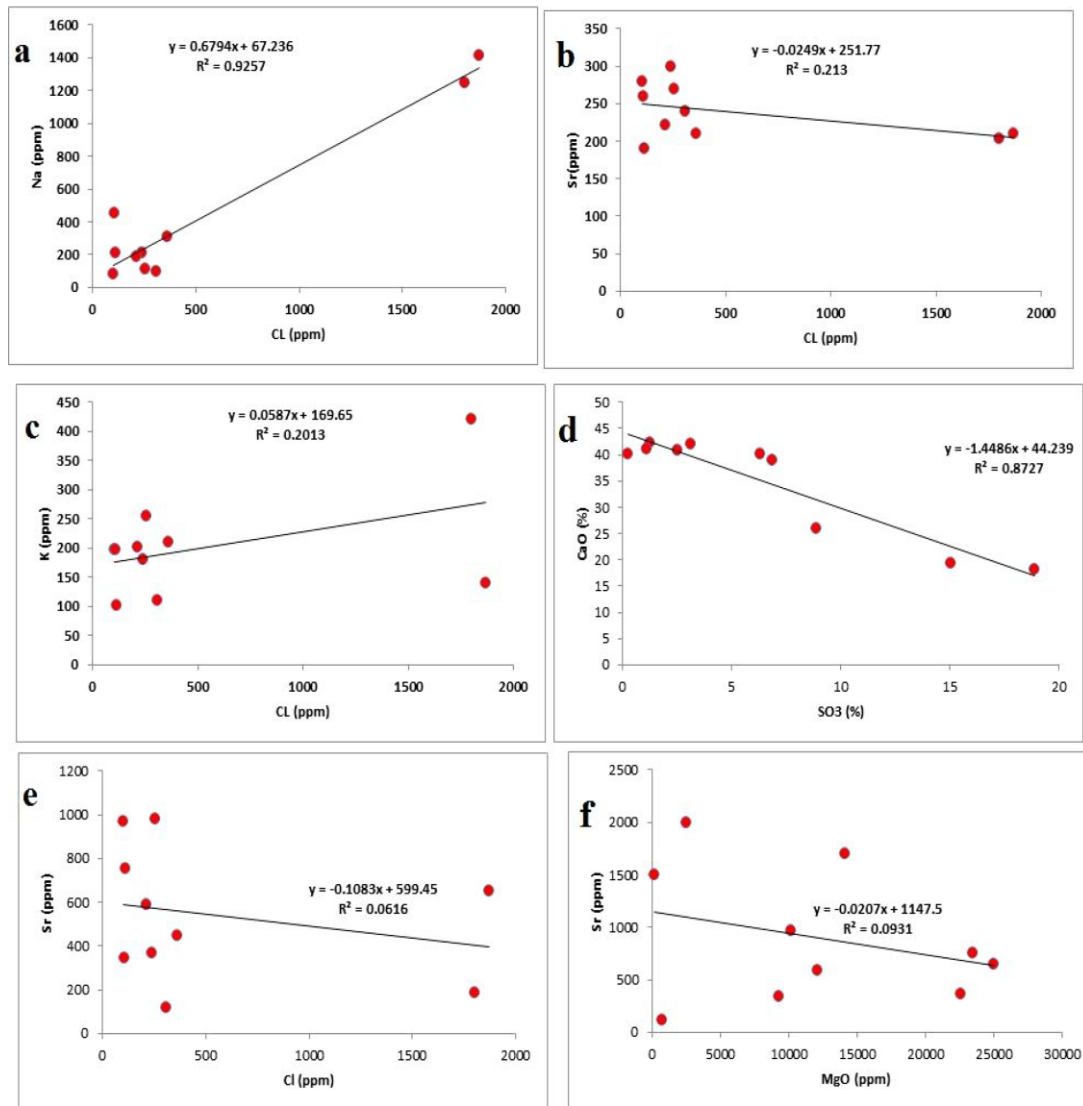 a
y = 0.6794x + 67.236
R² = 0.9257
Na (ppm)
1600
1400
1200
1000
800
600
400
200
0
0 500 1000 1500 2000
CL (ppm)
b
y = -0.0249x + 251.77
R² = 0.213
Sr(ppm)
350
300
250
200
150
100
50
0
0 500 1000 1500 2000
CL (ppm)
c
y = 0.0587x + 169.65
R² = 0.2013
K (ppm)
450
400
350
300
250
200
150
100
50
0
0 500 1000 1500 2000
CL (ppm)
d
y = -1.4486x + 44.239
R² = 0.8727
CaO (%)
50
45
40
35
30
25
20
15
10
5
0
0 5 10 15 20
SO3 (%)
e
y = -0.1083x + 599.45
R² = 0.0616
Sr (ppm)
1200
1000
800
600
400
200
0
0 500 1000 1500 2000
Cl (ppm)
f
y = -0.0207x + 1147.5
R² = 0.0931
Sr (ppm)
2500
2000
1500
1000
500
0
0 5000 10000 15000 20000 25000 30000
MgO (ppm)